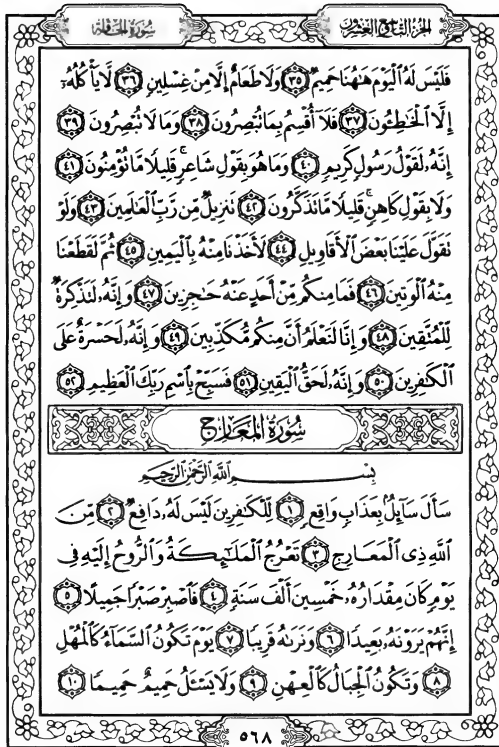 الجزء التاسع والعشرون
سورة الحاقة
فَلَيْسَ لَهُ ٱلْيَوْمَ هَٰهُنَا حَمِيمٌ ٣٥ وَلَا طَعَامٌ إِلَّا مِنْ غِسْلِينٍ ٣٦ لَّا يَأْكُلُهُۥٓ
إِلَّا ٱلْخَٰطِـُٔونَ ٣٧ فَلَآ أُقْسِمُ بِمَا تُبْصِرُونَ ٣٨ وَمَا لَا تُبْصِرُونَ ٣٩
إِنَّهُۥ لَقَوْلُ رَسُولٍ كَرِيمٍ ٤٠ وَمَا هُوَ بِقَوْلِ شَاعِرٍ ۚ قَلِيلًا مَّا تُؤْمِنُونَ ٤١
وَلَا بِقَوْلِ كَاهِنٍ ۚ قَلِيلًا مَّا تَذَكَّرُونَ ٤٢ تَنزِيلٌ مِّن رَّبِّ ٱلْعَٰلَمِينَ ٤٣ وَلَوْ
تَقَوَّلَ عَلَيْنَا بَعْضَ ٱلْأَقَاوِيلِ ٤٤ لَأَخَذْنَا مِنْهُ بِٱلْيَمِينِ ٤٥ ثُمَّ لَقَطَعْنَا
مِنْهُ ٱلْوَتِينَ ٤٦ فَمَا مِنكُم مِّنْ أَحَدٍ عَنْهُ حَٰجِزِينَ ٤٧ وَإِنَّهُۥ لَتَذْكِرَةٌ
لِّلْمُتَّقِينَ ٤٨ وَإِنَّا لَنَعْلَمُ أَنَّ مِنكُم مُّكَذِّبِينَ ٤٩ وَإِنَّهُۥ لَحَسْرَةٌ عَلَى
ٱلْكَٰفِرِينَ ٥٠ وَإِنَّهُۥ لَحَقُّ ٱلْيَقِينِ ٥١ فَسَبِّحْ بِٱسْمِ رَبِّكَ ٱلْعَظِيمِ ٥٢
سُورَةُ المَعَارِج
بِسْمِ ٱللَّهِ ٱلرَّحْمَٰنِ ٱلرَّحِيمِ
سَأَلَ سَآئِلٌۢ بِعَذَابٍ وَاقِعٍ ١ لِّلْكَٰفِرِينَ لَيْسَ لَهُۥ دَافِعٌ ٢ مِّنَ
ٱللَّهِ ذِى ٱلْمَعَارِجِ ٣ تَعْرُجُ ٱلْمَلَٰٓئِكَةُ وَٱلرُّوحُ إِلَيْهِ فِى
يَوْمٍ كَانَ مِقْدَارُهُۥ خَمْسِينَ أَلْفَ سَنَةٍ ٤ فَٱصْبِرْ صَبْرًا جَمِيلًا ٥
إِنَّهُمْ يَرَوْنَهُۥ بَعِيدًا ٦ وَنَرَىٰهُ قَرِيبًا ٧ يَوْمَ تَكُونُ ٱلسَّمَآءُ كَٱلْمُهْلِ
٨ وَتَكُونُ ٱلْجِبَالُ كَٱلْعِهْنِ ٩ وَلَا يَسْـَٔلُ حَمِيمٌ حَمِيمًا ١٠
٥٦٨